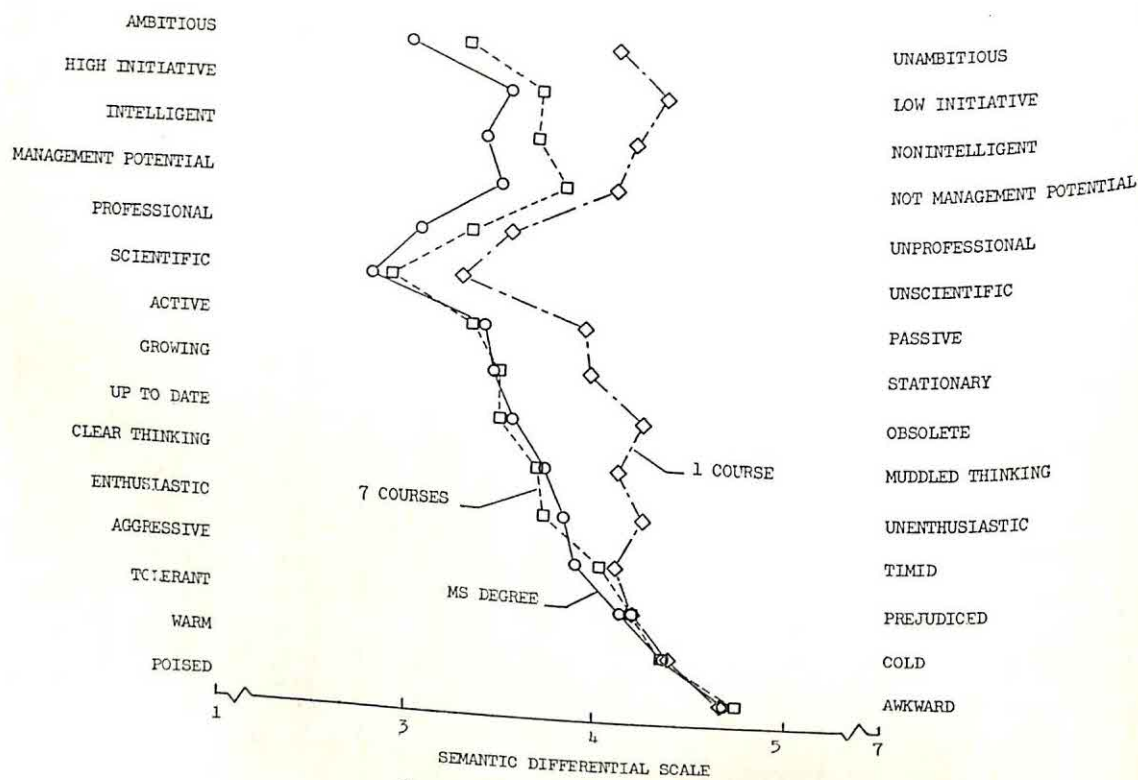 AMBITIOUS
HIGH INITIATIVE
INTELLIGENT
MANAGEMENT POTENTIAL
PROFESSIONAL
SCIENTIFIC
ACTIVE
GROWING
UP TO DATE
CLEAR THINKING
ENTHUSIASTIC
AGGRESSIVE
TOLERANT
WARM
POISED
UNAMBITIOUS
LOW INITIATIVE
NONINTELLIGENT
NOT MANAGEMENT POTENTIAL
UNPROFESSIONAL
UNSCIENTIFIC
PASSIVE
STATIONARY
OBSOLETE
MUDDLED THINKING
UNENTHUSIASTIC
TIMID
PREJUDICED
COLD
AWKWARD
1 COURSE
7 COURSES
MS DEGREE
1 3 4 5 7
SEMANTIC DIFFERENTIAL SCALE